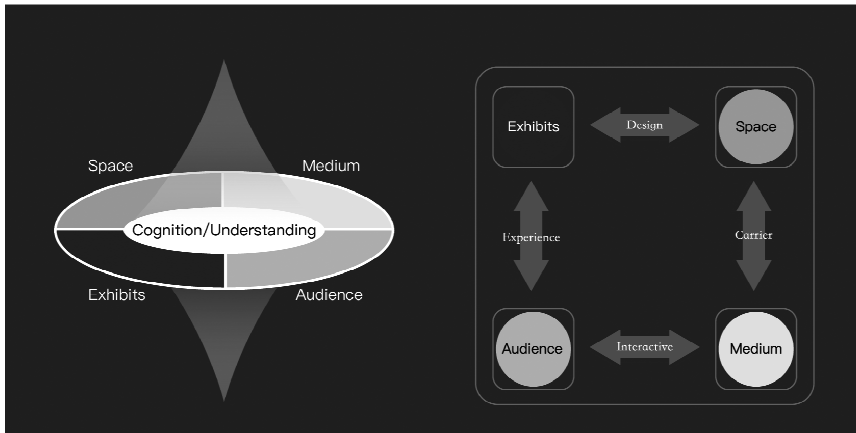 Space
Medium
Cognition/Understanding
Exhibits
Audience
Exhibits
Design
Space
Experience
Carrier
Audience
Interactive
Medium